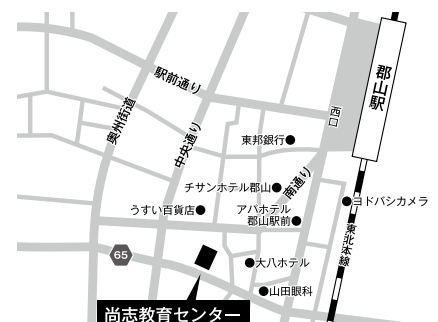 郡山駅
駅前通り
西口
奥州街道
中央通り
東邦銀行
南通り
チサンホテル郡山
うすい百貨店
アパホテル
郡山駅前
ヨドバシカメラ
東北本線
65
大八ホテル
山田眼科
尚志教育センター